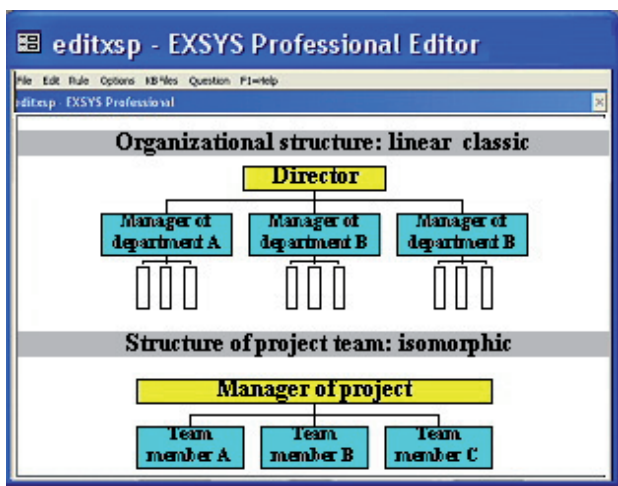 editxsp - EXSYS Professional Editor
File Edit Rule Options KB files Question F1=Help
editxsp - EXSYS Professional
Organizational structure: linear classic
Director
Manager of Manager of Manager of
department A department B department B
Structure of project team: isomorphic
Manager of project
Team Team Team
member A member B member C